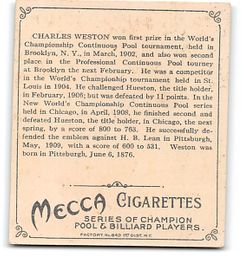 CHARLES WESTON won first prize in the
World's Championship Continuous Pool tournament, held in
Brooklyn, N. Y., in March, 1902, and also won second
place in the Professional Continuous Pool tourney
at Brooklyn the next February. He was a competitor
in the World's Championship tournament held in St.
Louis in 1904. He challenged Hueston, the title holder,
in February, 1906; but was defeated by 11 points. In the
New World's Championship Continuous Pool series
held in Chicago, in April, 1908, he finished second and
defeated Hueston, the title holder, in Chicago, the next
spring, by a score of 800 to 763. He successfully de-
fended the emblem against H. B. Lean in Pittsburgh,
May, 1909, with a score of 600 to 531. Weston was
born in Pittsburgh, June 6, 1876.
MECCA CIGARETTES
SERIES OF CHAMPION
POOL & BILLIARD PLAYERS.
FACTORY No. 649 1ST DIST. N.Y.